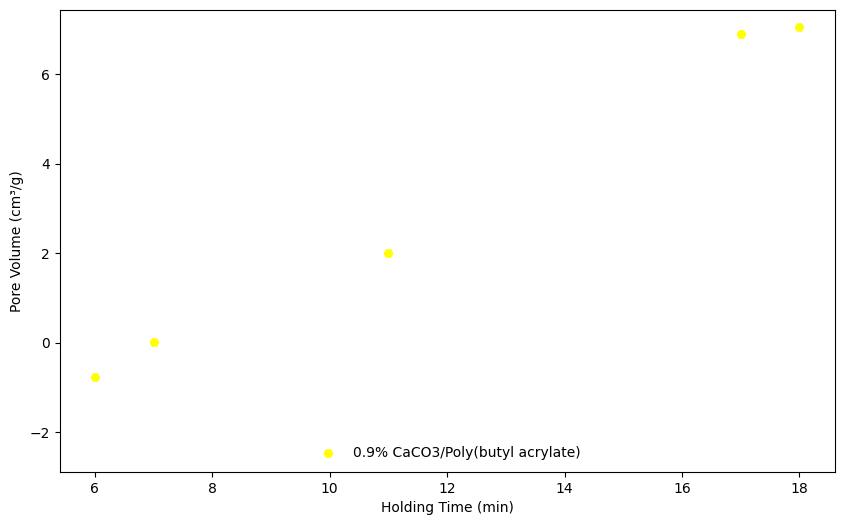 6
4
2
0
−2
Pore Volume (cm³/g)
0.9% CaCO3/Poly(butyl acrylate)
6 8 10 12 14 16 18
Holding Time (min)